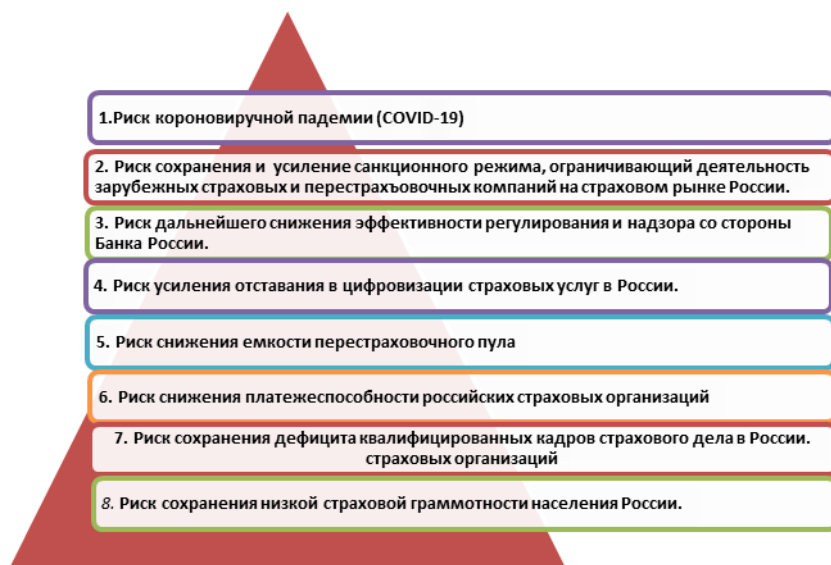 1.Риск короновиручной падемии (COVID-19)
2. Риск сохранения и усиление санкционного режима, ограничивающий деятельность
зарубежных страховых и перестрахъовочных компаний на страховом рынке России.
3. Риск дальнейшего снижения эффективности регулирования и надзора со стороны
Банка России.
4. Риск усиления отставания в цифровизации страховых услуг в России.
5. Риск снижения емкости перестраховочного пула
6. Риск снижения платежеспособности российских страховых организаций
7. Риск сохранения дефицита квалифицированных кадров страхового дела в России.
страховых организаций
8. Риск сохранения низкой страховой граммотности населения России.